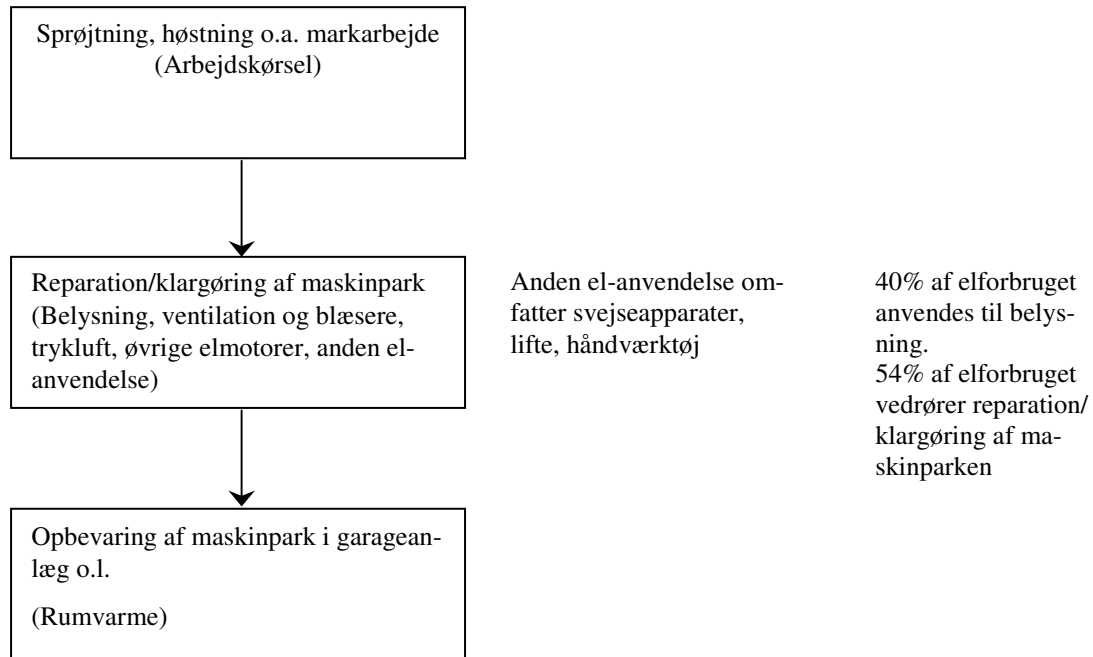 Sprøjtning, høstning o.a. markarbejde
(Arbejdskørsel)
Reparation/klargøring af maskinpark
(Belysning, ventilation og blæsere,
trykluft, øvrige elmotorer, anden el-
anvendelse)
Anden el-anvendelse om-
fatter svejseapparater,
lifte, håndværktøj
40% af elforbruget
anvendes til belys-
ning.
54% af elforbruget
vedrører reparation/
klargøring af ma-
skinparken
Opbevaring af maskinpark i garagean-
læg o.l.
(Rumvarme)